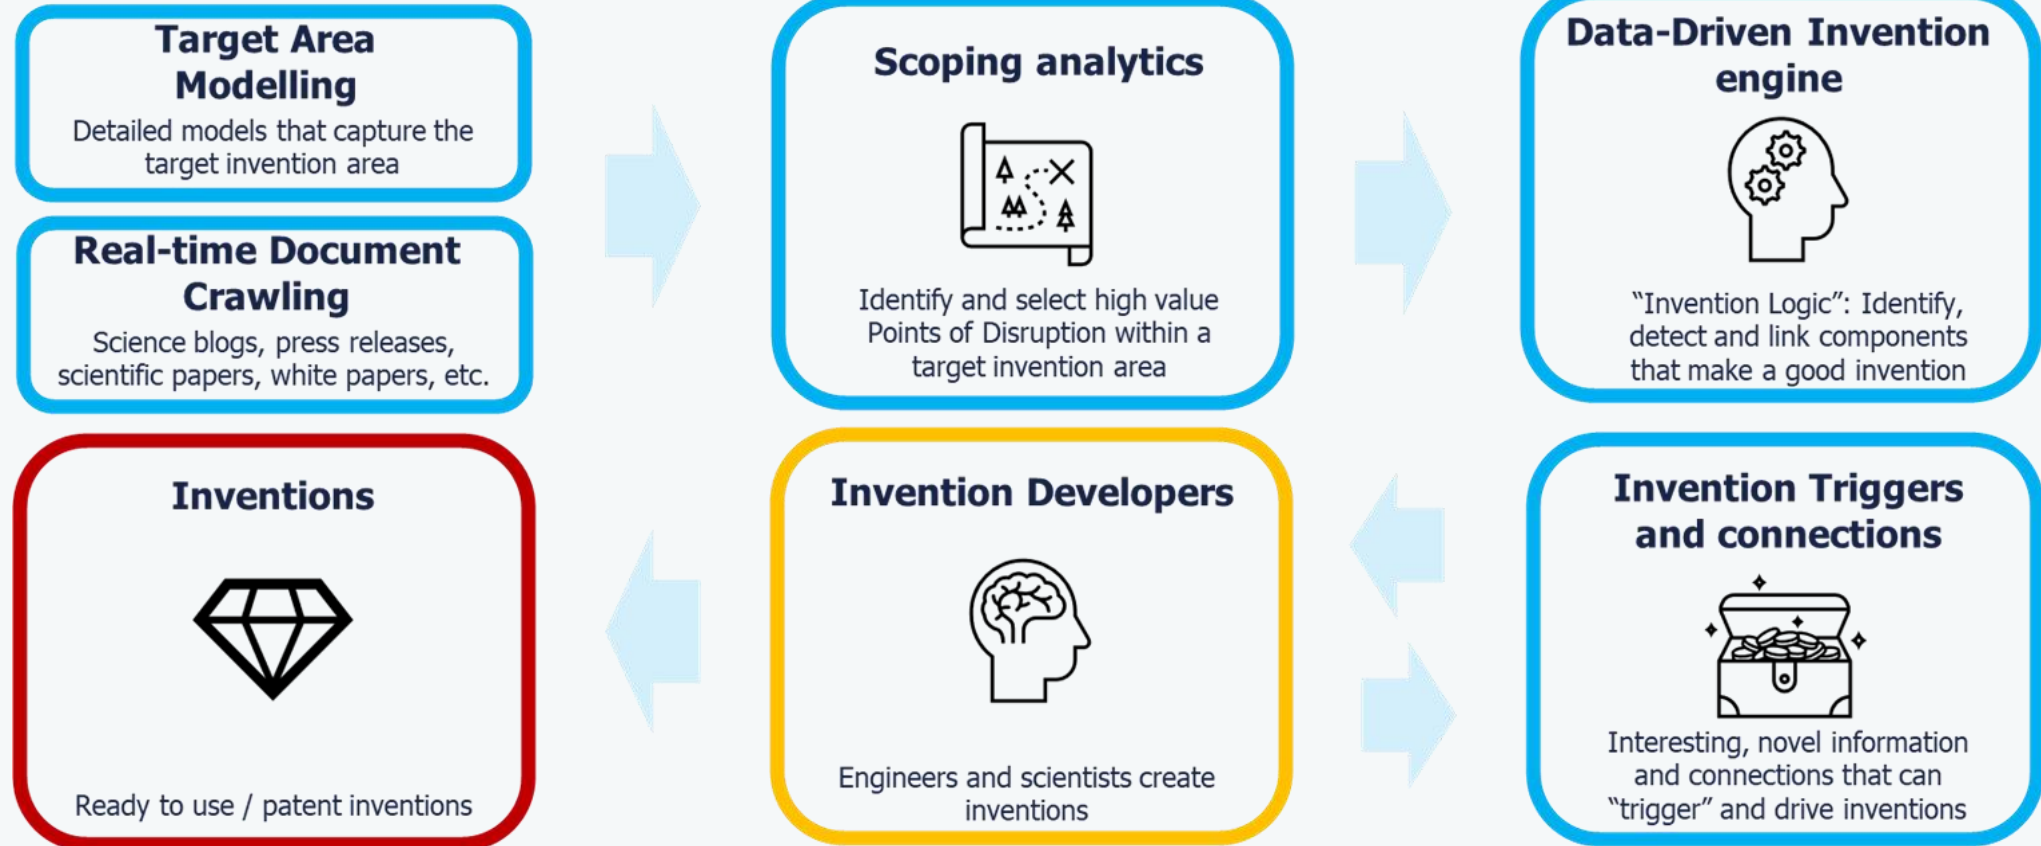 Target Area
Modelling
Detailed models that capture the
target invention area
Real-time Document
Crawling
Science blogs, press releases,
scientific papers, white papers, etc.
Scoping analytics
Identify and select high value
Points of Disruption within a
target invention area
Data-Driven Invention
engine
“Invention Logic”: Identify,
detect and link components
that make a good invention
Invention Triggers
and connections
Interesting, novel information
and connections that can
“trigger” and drive inventions
Invention Developers
Engineers and scientists create
inventions
Inventions
Ready to use / patent inventions